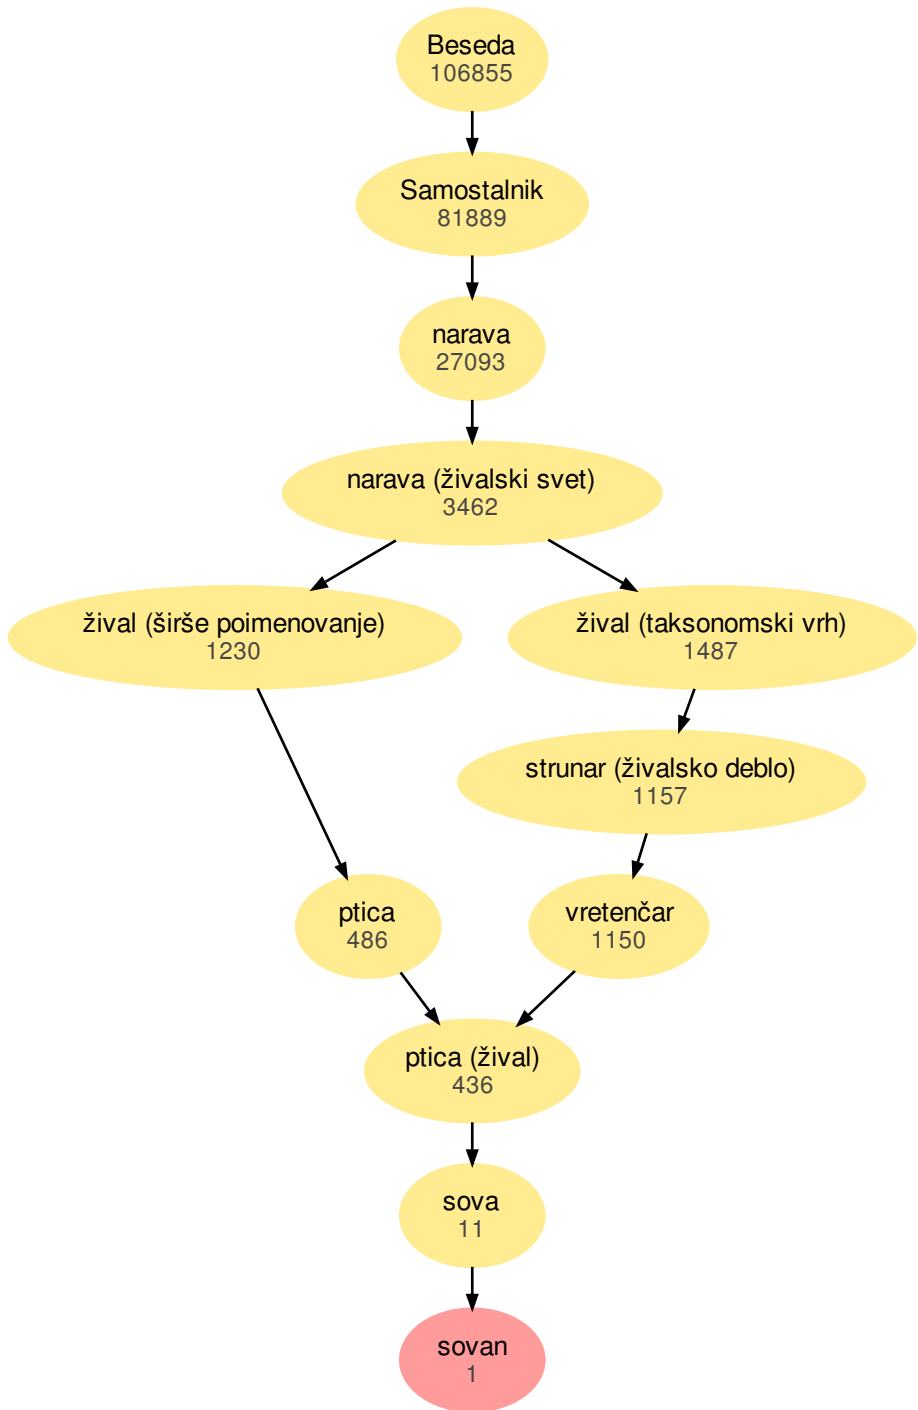 Beseda
106855
Samostalnik
81889
narava
27093
narava (živalski svet)
3462
žival (širše poimenovanje)
1230
žival (taksonomski vrh)
1487
strunar (živalsko deblo)
1157
ptica
486
vretenčar
1150
ptica (žival)
436
sova
11
sovan
1